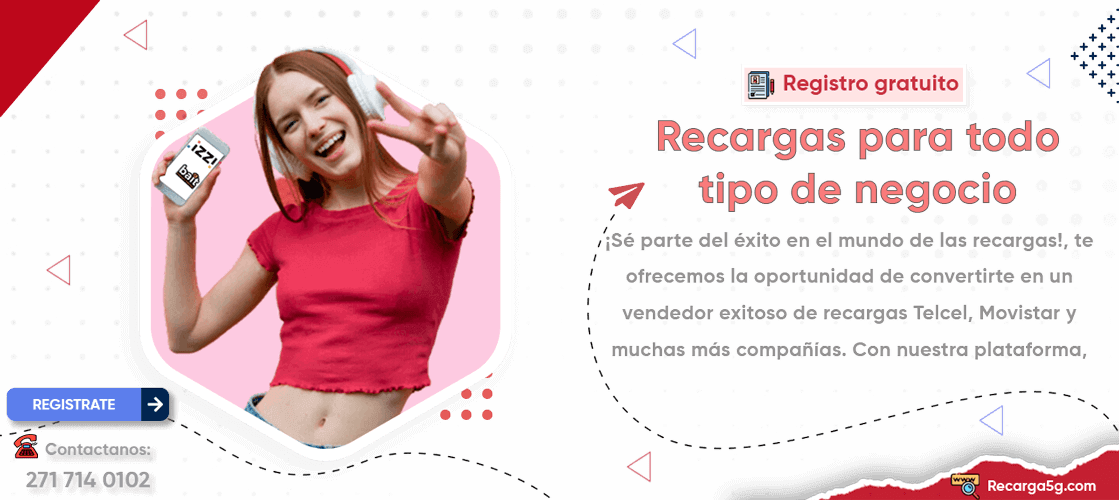 Registro gratuito
Recargas para todo
tipo de negocio
¡Sé parte del éxito en el mundo de las recargas!, te
ofrecemos la oportunidad de convertirte en un
vendedor exitoso de recargas Telcel, Movistar y
muchas más compañías. Con nuestra plataforma,
izzi
bait
REGISTRATE
Contactanos:
271 714 0102
www
Recarga5g.com